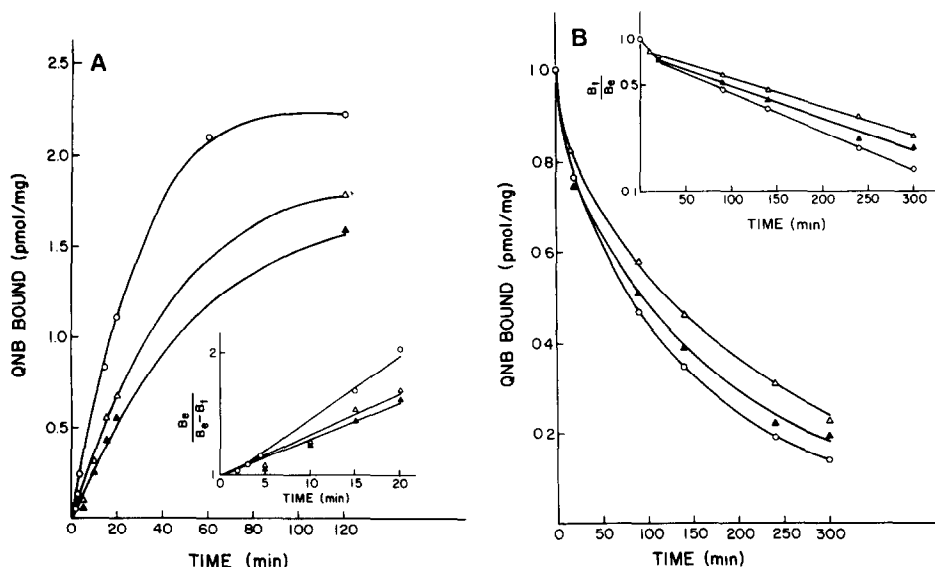 A
QNB BOUND (pmol/mg)
2.5
2.0
1.5
1.0
0.5
0
0 20 40 60 80 100 120
TIME (min)
Be
Be-Bt
2
1
0 5 10 15 20
TIME (min)
B
QNB BOUND (pmol/mg)
1.0
0.8
0.6
0.4
0.2
0
0 50 100 150 200 250 300
TIME (min)
Bt
Be
1.0
0.5
0.1
50 100 150 200 250 300
TIME (min)